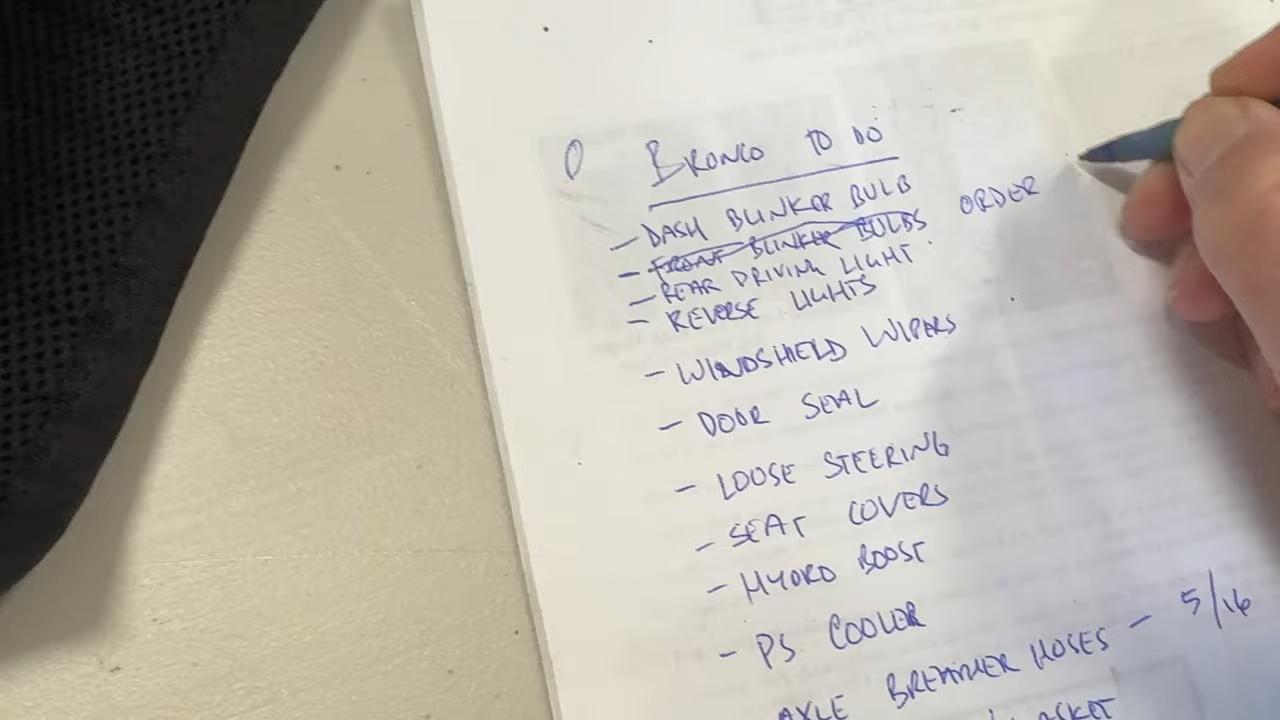 0 BRONCO TO DO
- DASH BLINKER BULB
- FRONT BLINKER BULBS ORDER
- REAR DRIVING LIGHT
- REVERSE LIGHTS
- WINDSHIELD WIPERS
- DOOR SEAL
- LOOSE STEERING
- SEAT COVERS
- HYDRO BOOST
- PS COOLER
AXLE BREATHER HOSES - 5/16